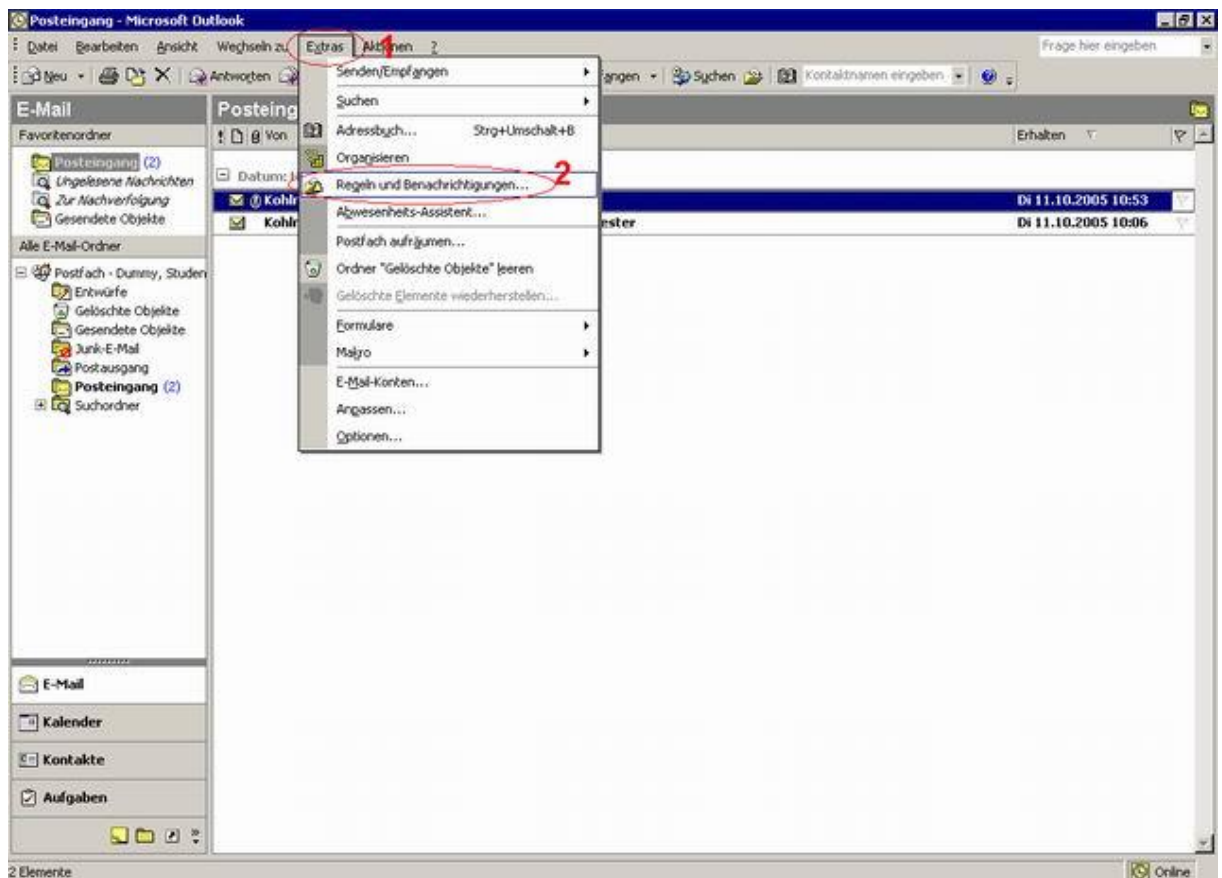 Posteingang - Microsoft Outlook
Datei Bearbeiten Ansicht Wechseln zu Extras Aktionen ? Frage hier eingeben
1
Neu Antworten angen Suchen Kontaktnamen eingeben
E-Mail
Favoritenordner
Posteingang (2)
Ungelesene Nachrichten
Zur Nachverfolgung
Gesendete Objekte
Alle E-Mail-Ordner
Postfach - Dummy, Studen
Entwürfe
Gelöschte Objekte
Gesendete Objekte
Junk-E-Mail
Postausgang
Posteingang (2)
Suchordner
E-Mail
Kalender
Kontakte
Aufgaben
Senden/Empfangen
Suchen
Adressbuch... Strg+Umschalt+B
Organisieren
Regeln und Benachrichtigungen... 2
Abwesenheits-Assistent...
Postfach aufräumen...
Ordner "Gelöschte Objekte" leeren
Gelöschte Elemente wiederherstellen...
Formulare
Makro
E-Mail-Konten...
Anpassen...
Optionen...
Posteing
! Von Erhalten
Datum:
Kohlr Di 11.10.2005 10:53
Kohlr ester Di 11.10.2005 10:06
2 Elemente Online